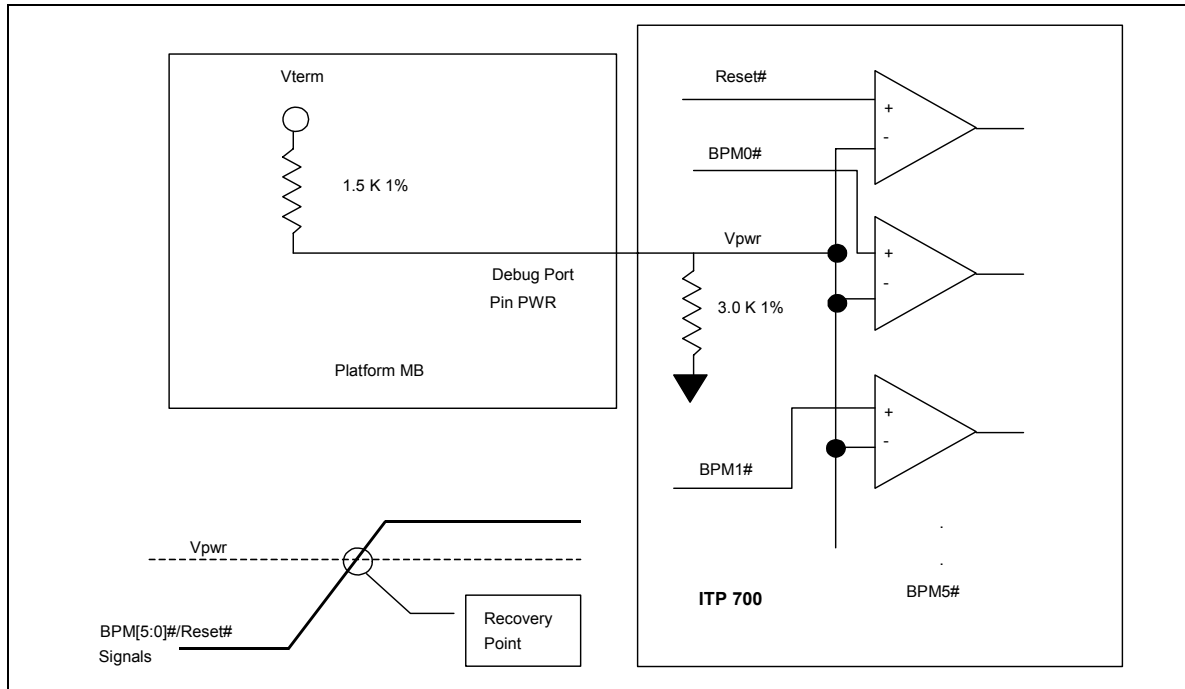 Vterm
1.5 K 1%
Debug Port
Pin PWR
Platform MB
Reset#
+
-
BPM0#
Vpwr
+
-
3.0 K 1%
+
-
BPM1#
.
.
BPM5#
ITP 700
Vpwr
BPM[5:0]#/Reset#
Signals
Recovery
Point